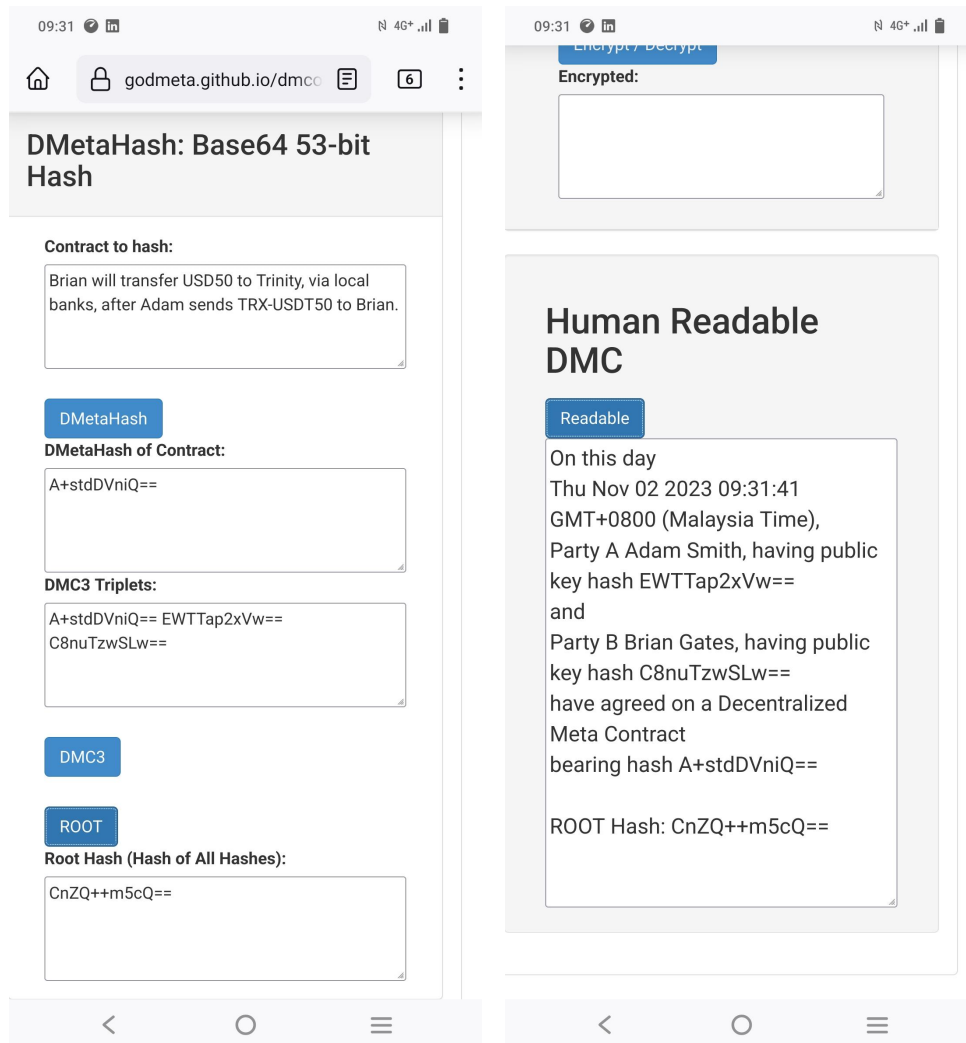 09:31
4G+
godmeta.github.io/dmco
6
DMetaHash: Base64 53-bit
Hash
Contract to hash:
Brian will transfer USD50 to Trinity, via local
banks, after Adam sends TRX-USDT50 to Brian.
DMetaHash
DMetaHash of Contract:
A+stdDVniQ==
DMC3 Triplets:
A+stdDVniQ== EWTTap2xVw==
C8nuTzwSLw==
DMC3
ROOT
Root Hash (Hash of All Hashes):
CnZQ++m5cQ==
09:31
4G+
Encrypt / Decrypt
Encrypted:
Human Readable
DMC
Readable
On this day
Thu Nov 02 2023 09:31:41
GMT+0800 (Malaysia Time),
Party A Adam Smith, having public
key hash EWTTap2xVw==
and
Party B Brian Gates, having public
key hash C8nuTzwSLw==
have agreed on a Decentralized
Meta Contract
bearing hash A+stdDVniQ==
ROOT Hash: CnZQ++m5cQ==